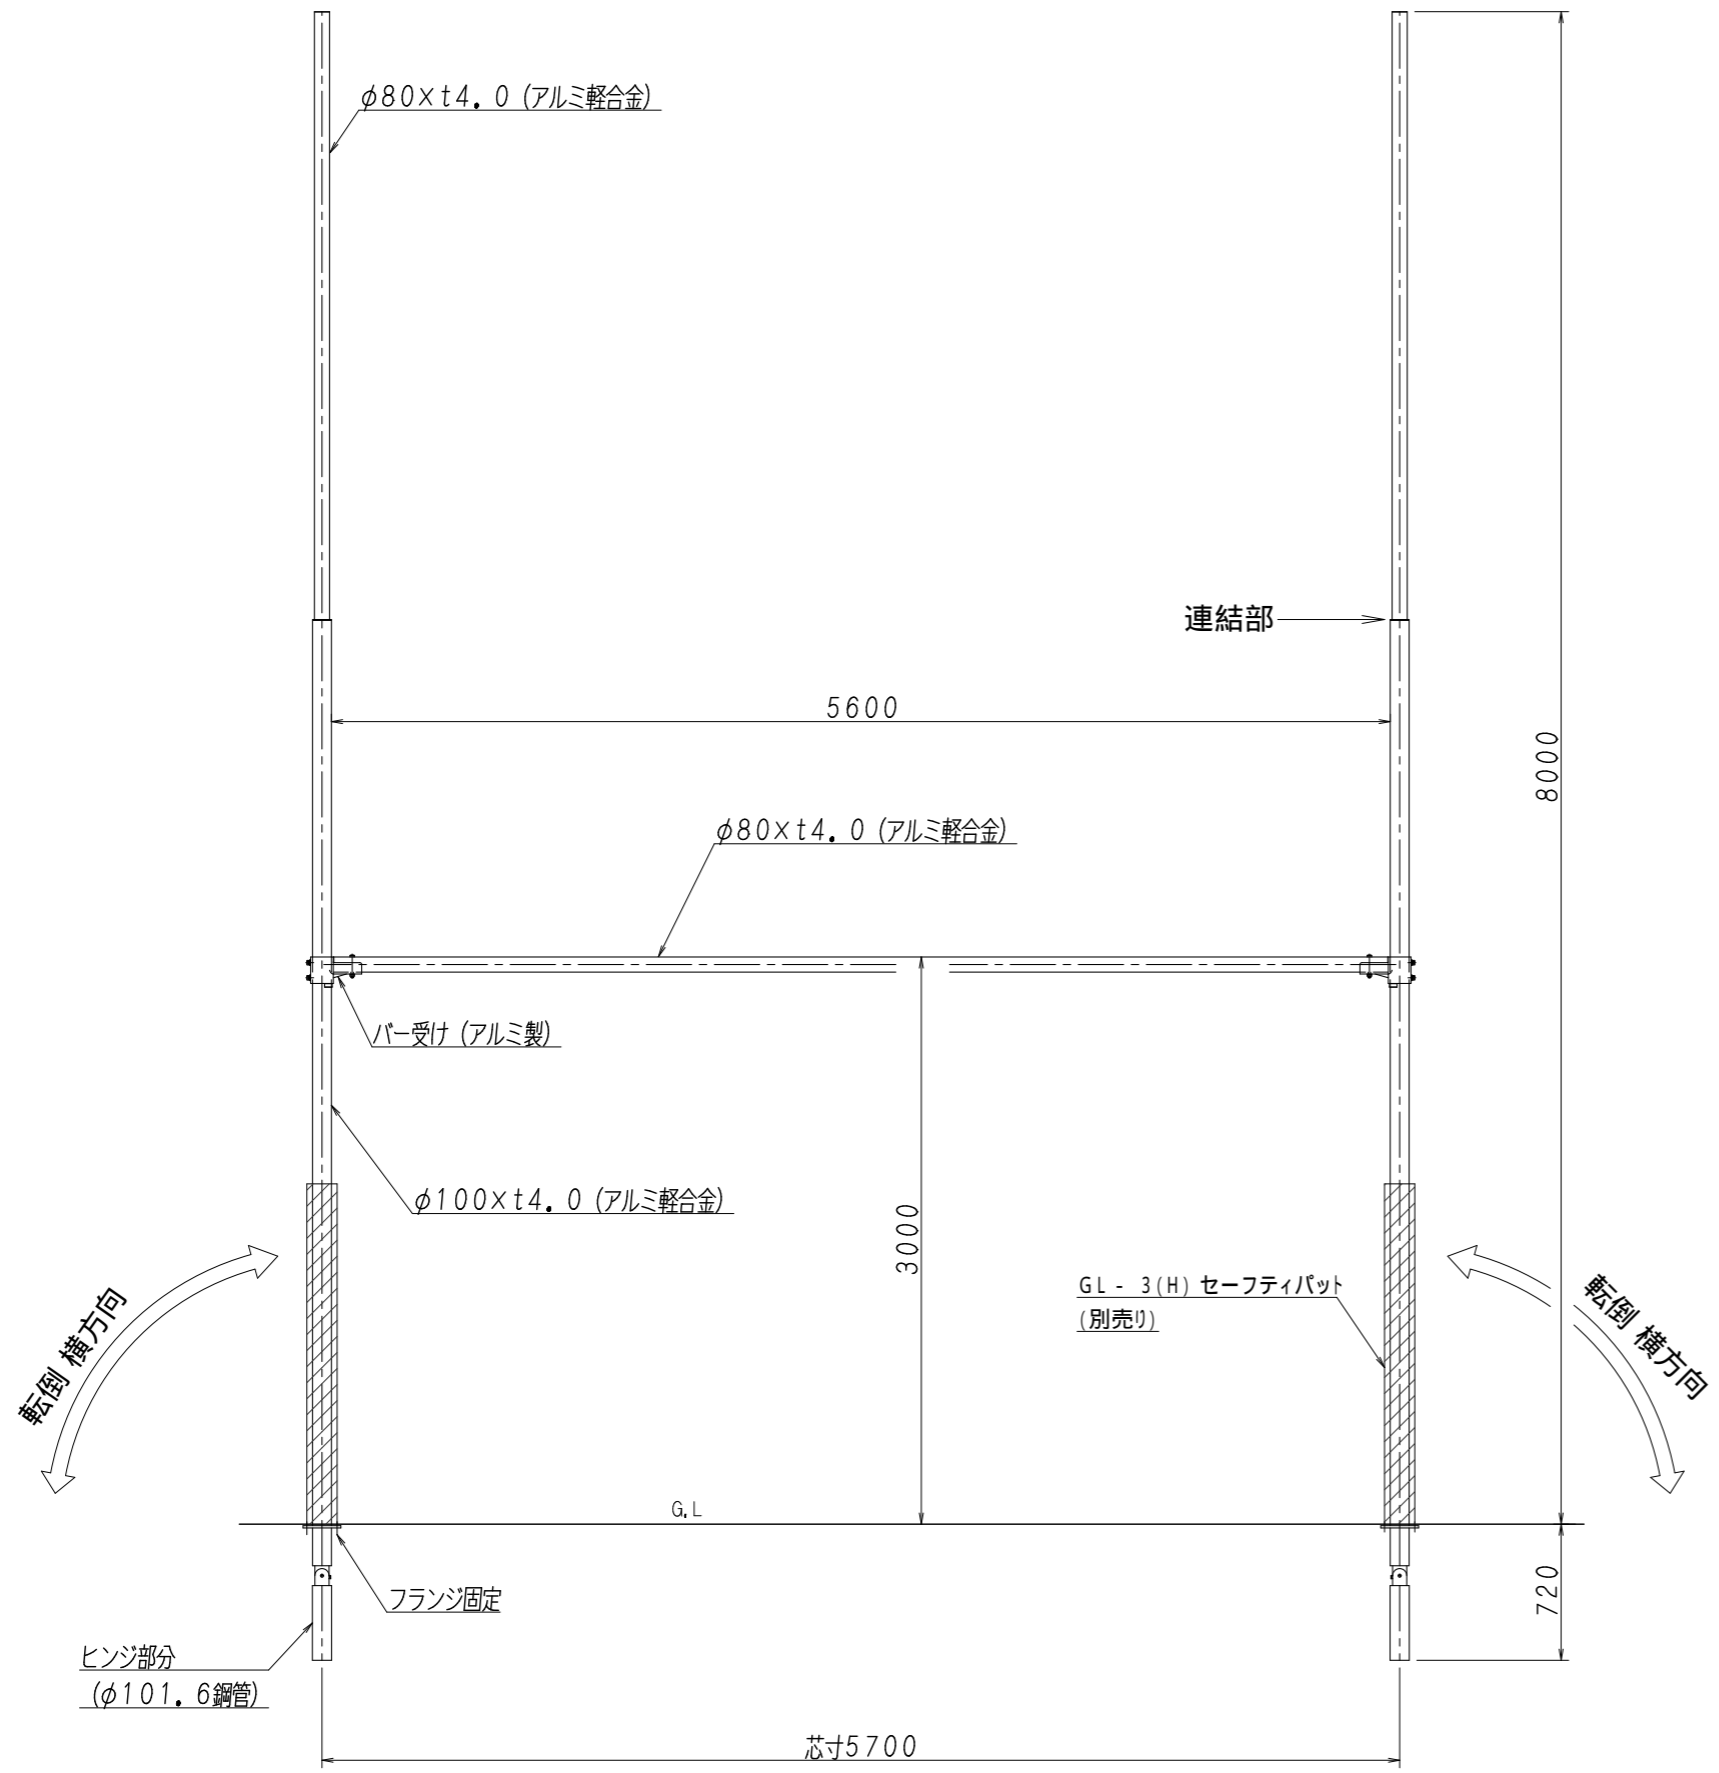 φ80×t4.0 (アルミ軽合金)
連結部
5600
8000
φ80×t4.0 (アルミ軽合金)
バー受け (アルミ製)
φ100×t4.0 (アルミ軽合金)
3000
GL- 3(H) セーフティパット
(別売り)
転倒 横方向
転倒 横方向
G.L
フランジ固定
720
ヒンジ部分
(φ101.6鋼管)
芯寸5700